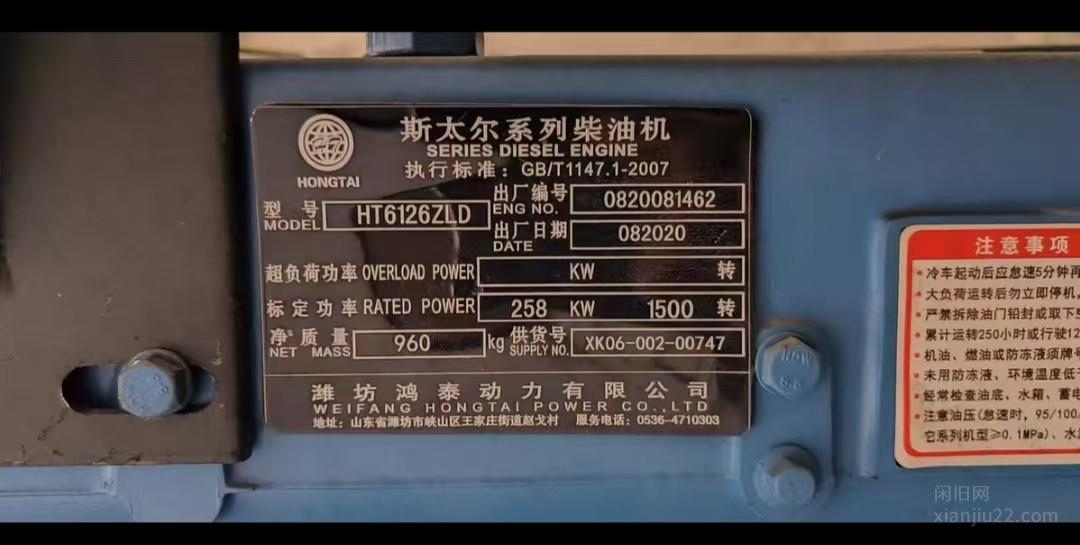 斯太尔系列柴油机
SERIES DIESEL ENGINE
执行标准：GB/T1147.1-2007
HONGTAI
型号 MODEL HT6126ZLD
出厂编号 ENG NO. 0820081462
出厂日期 DATE 082020
超负荷功率 OVERLOAD POWER KW 转
标定功率 RATED POWER 258 KW 1500 转
净质量 NET MASS 960 kg
供货号 SUPPLY NO. XK06-002-00747
潍坊鸿泰动力有限公司
WEIFANG HONGTAI POWER CO.,LTD
地址：山东省潍坊市峡山区王家庄街道赵戈村 服务电话：0536-4710303
注意事项
冷车起动后应怠速5分钟再
大负荷运转后勿立即停机，
严禁拆除油门铅封或取下
累计运转250小时或行驶12
机油、燃油或防冻液须牌号
未用防冻液、环境温度低于
经常检查油底、水箱、蓄电
注意油压（怠速时，95/100,
它系列机型≥0.1MPa）、水
闲旧网
xianjiu22.com